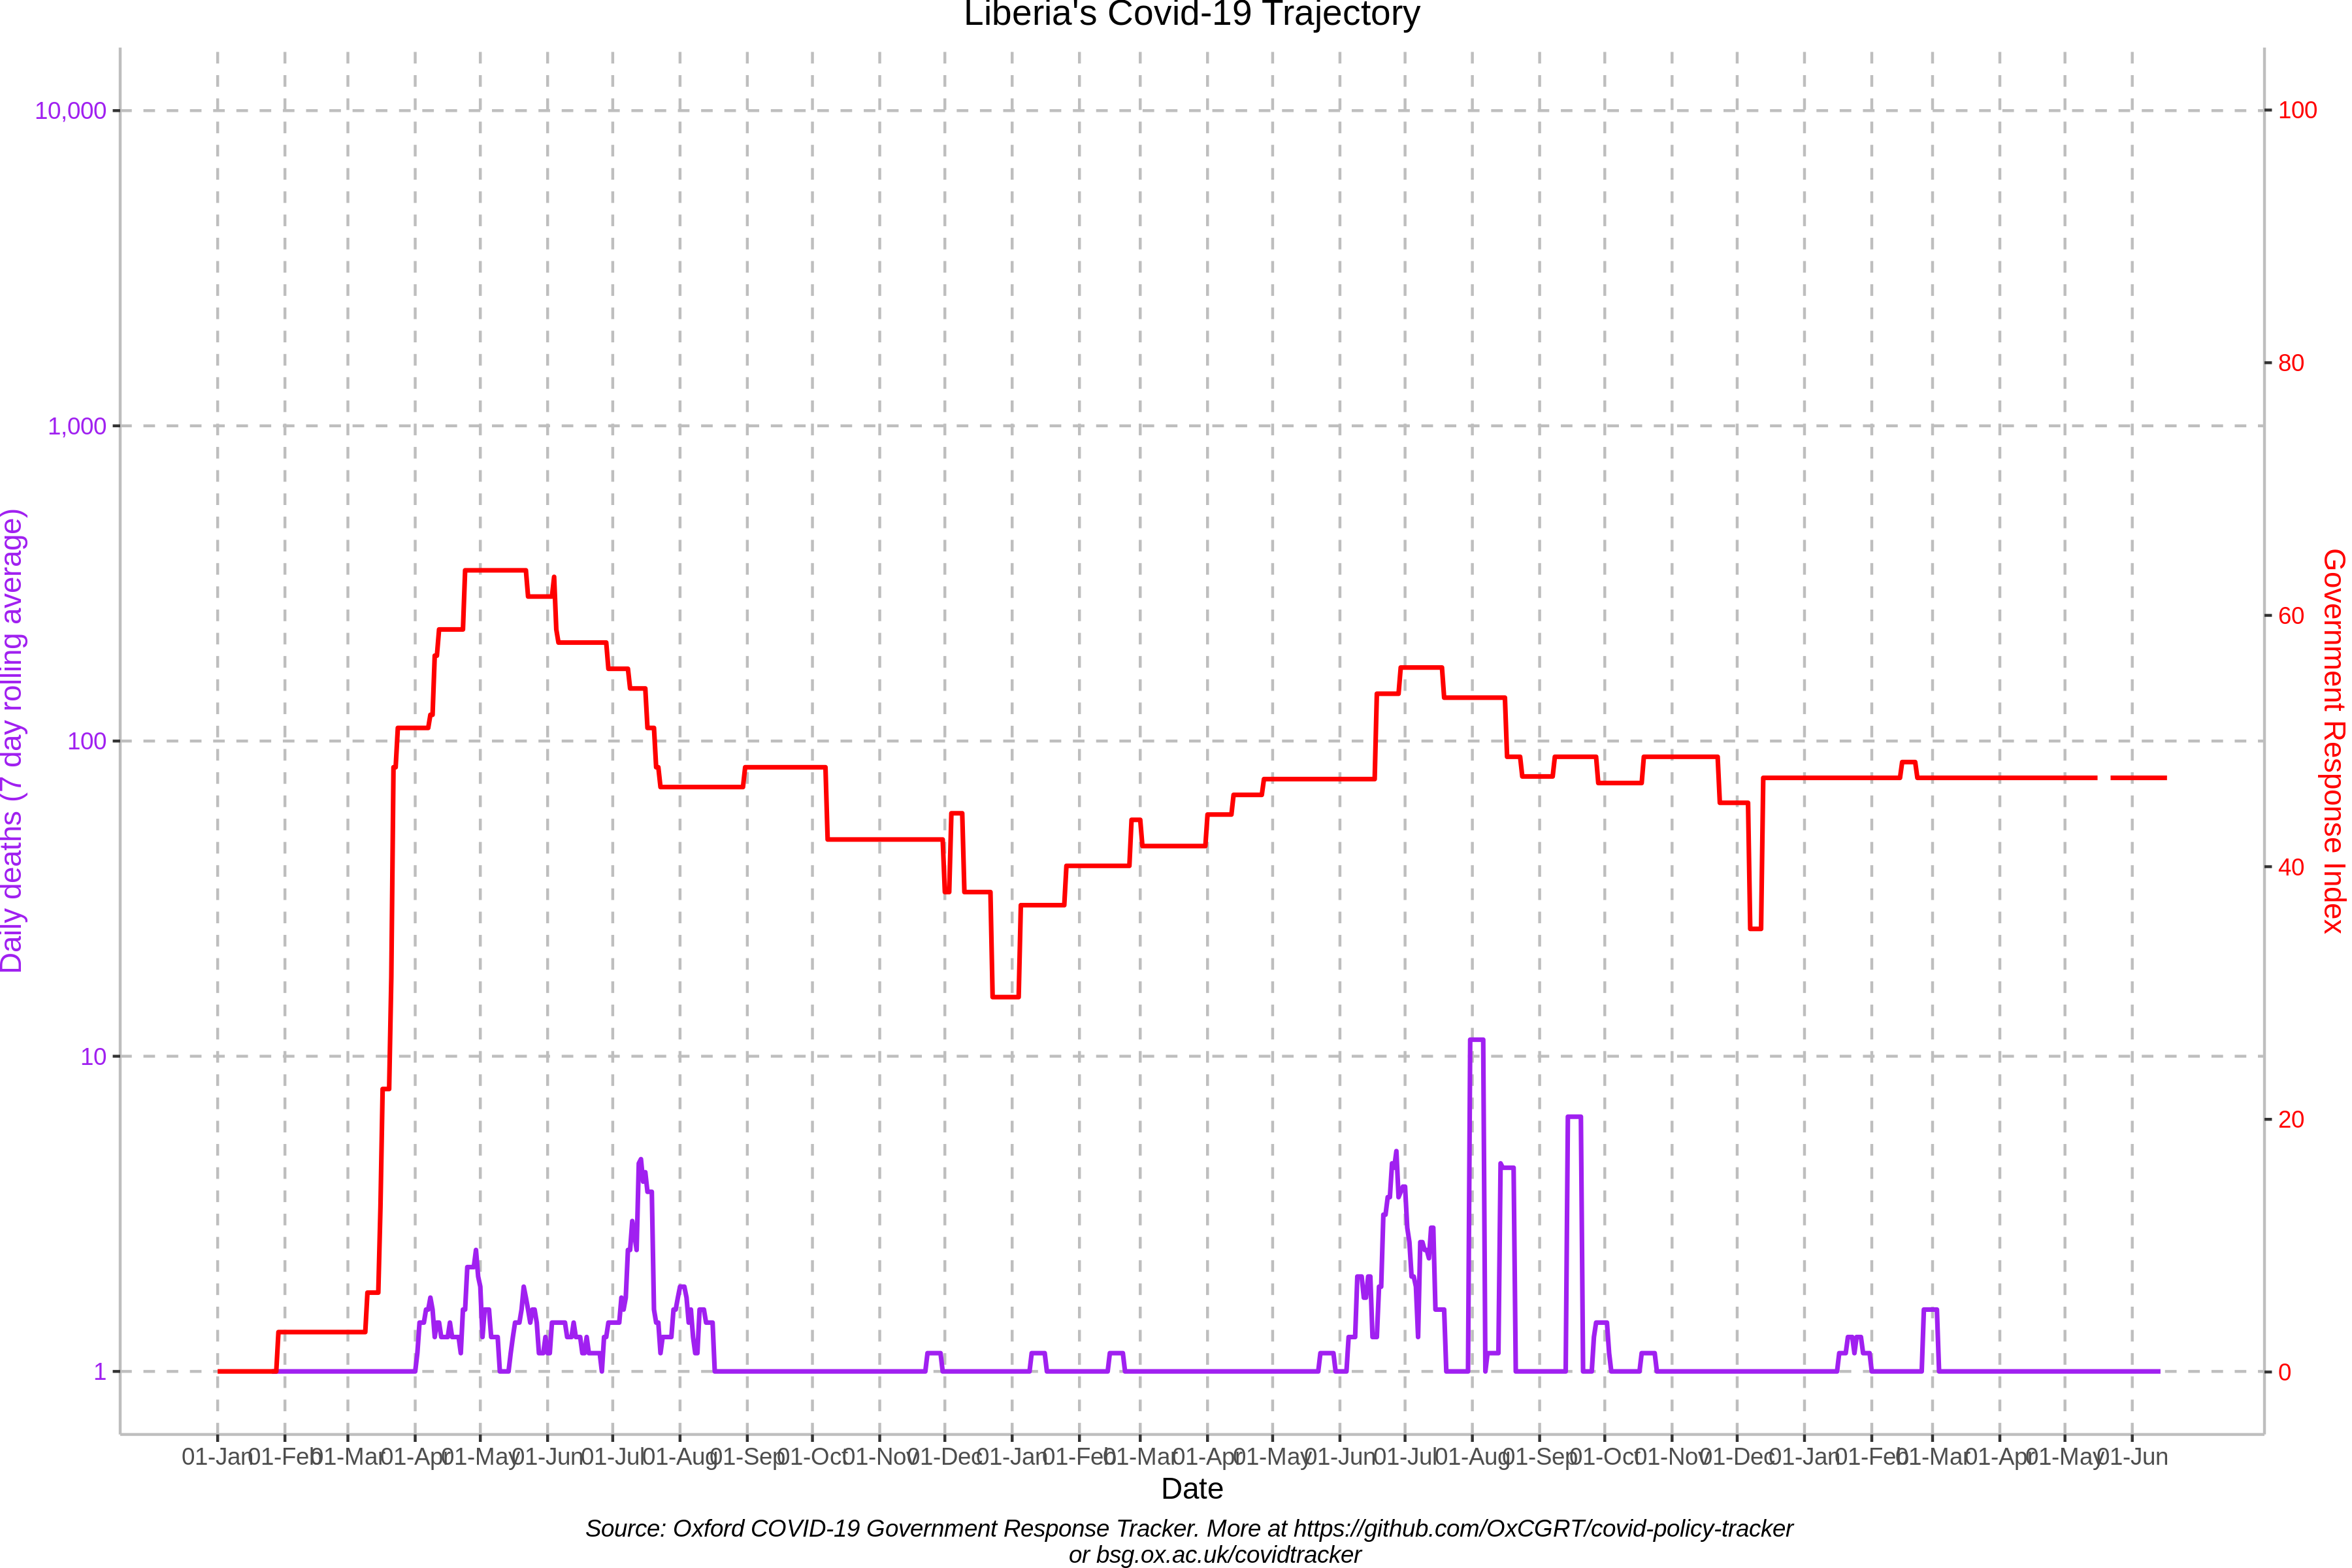 Liberia's Covid-19 Trajectory
10,000
1,000
100
10
1
Daily deaths (7 day rolling average)
100
80
60
40
20
0
Government Response Index
01-Jan 01-Feb 01-Mar 01-Apr 01-May 01-Jun 01-Jul 01-Aug 01-Sep 01-Oct 01-Nov 01-Dec 01-Jan 01-Feb 01-Mar 01-Apr 01-May 01-Jun 01-Jul 01-Aug 01-Sep 01-Oct 01-Nov 01-Dec 01-Jan 01-Feb 01-Mar 01-Apr 01-May 01-Jun
Date
Source: Oxford COVID-19 Government Response Tracker. More at https://github.com/OxCGRT/covid-policy-tracker
or bsg.ox.ac.uk/covidtracker